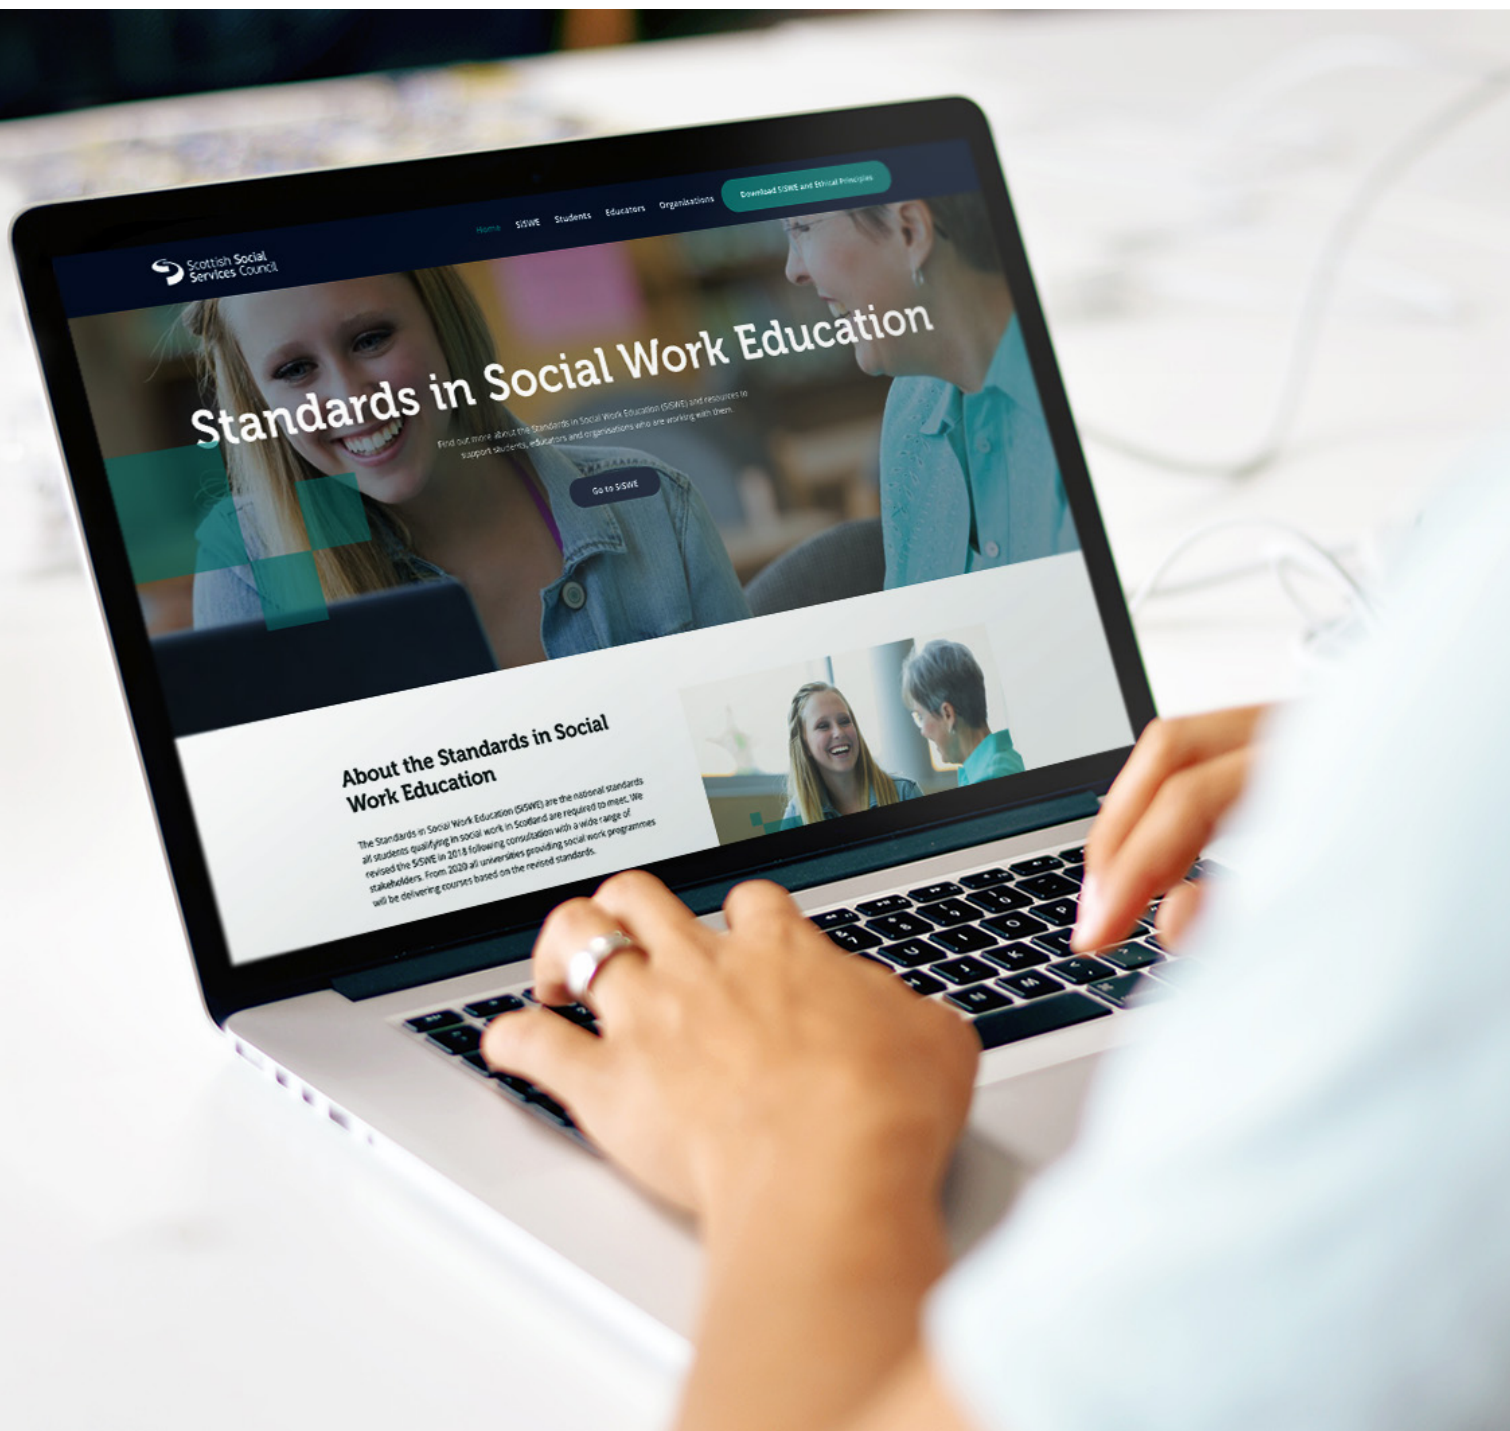 Scottish Social
Services Council
Home SiSWE Students Educators Organisations Download SiSWE and Ethical Principles
Standards in Social Work Education
Find out more about the Standards in Social Work Education (SiSWE) and resources to
support students, educators and organisations who are working with them.
Go to SiSWE
About the Standards in Social
Work Education
The Standards in Social Work Education (SiSWE) are the national standards
all students qualifying in social work in Scotland are required to meet. We
revised the SiSWE in 2018 following consultation with a wide range of
stakeholders. From 2020 all universities providing social work programmes
will be delivering courses based on the revised standards.